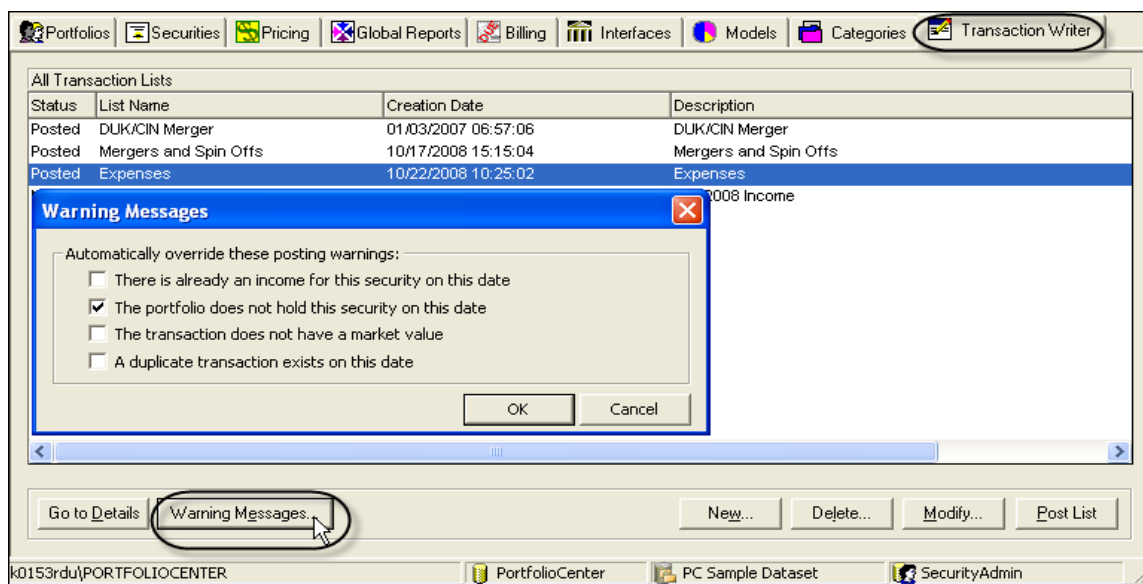 Portfolios Securities Pricing Global Reports Billing Interfaces Models Categories Transaction Writer
All Transaction Lists
Status List Name Creation Date Description
Posted DUK/CIN Merger 01/03/2007 06:57:06 DUK/CIN Merger
Posted Mergers and Spin Offs 10/17/2008 15:15:04 Mergers and Spin Offs
Posted Expenses 10/22/2008 10:25:02 Expenses
2008 Income
Warning Messages
Automatically override these posting warnings:
There is already an income for this security on this date
The portfolio does not hold this security on this date
The transaction does not have a market value
A duplicate transaction exists on this date
OK Cancel
Go to Details Warning Messages... New... Delete... Modify... Post List
k0153rdu\PORTFOLIOCENTER PortfolioCenter PC Sample Dataset SecurityAdmin